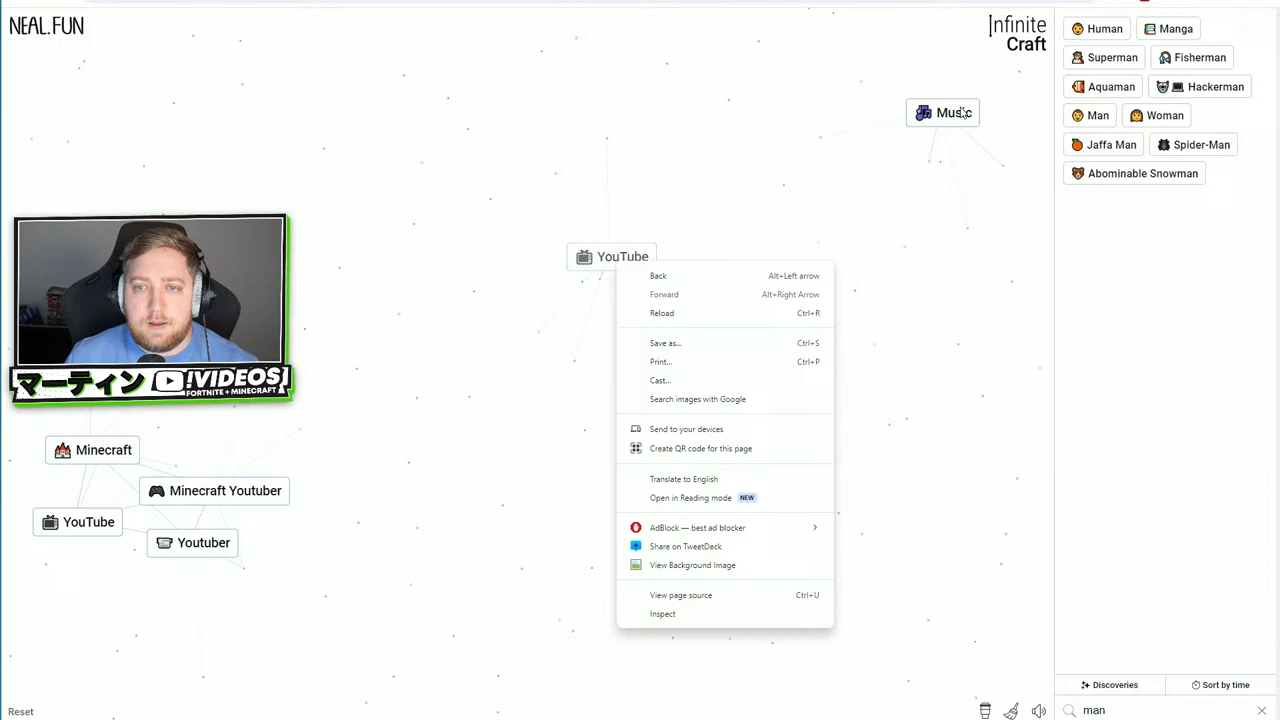 NEAL.FUN
Infinite
Craft
Human
Manga
Superman
Fisherman
Aquaman
Hackerman
Man
Woman
Jaffa Man
Spider-Man
Abominable Snowman
Music
YouTube
Back Alt+Left arrow
Forward Alt+Right Arrow
Reload Ctrl+R
Save as... Ctrl+S
Print... Ctrl+P
Cast...
Search images with Google
Send to your devices
Create QR code for this page
Translate to English
Open in Reading mode NEW
AdBlock — best ad blocker
Share on TweetDeck
View Background Image
View page source Ctrl+U
Inspect
マーティン
!VIDEOS
FORTNITE + MINECRAFT
Minecraft
Minecraft Youtuber
YouTube
Youtuber
Reset
Discoveries
Sort by time
man